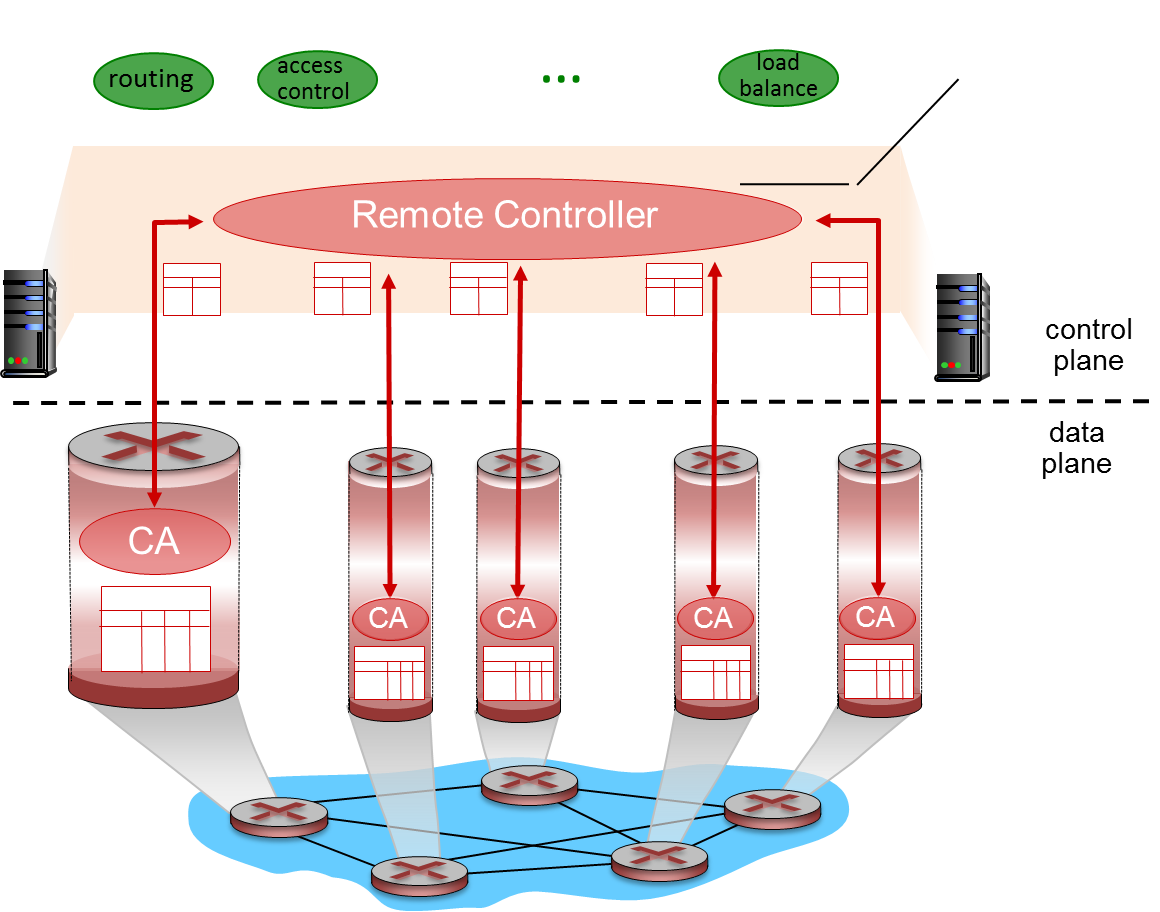 routing
access
control
...
load
balance
Remote Controller
control
plane
data
plane
CA
CA
CA
CA
CA